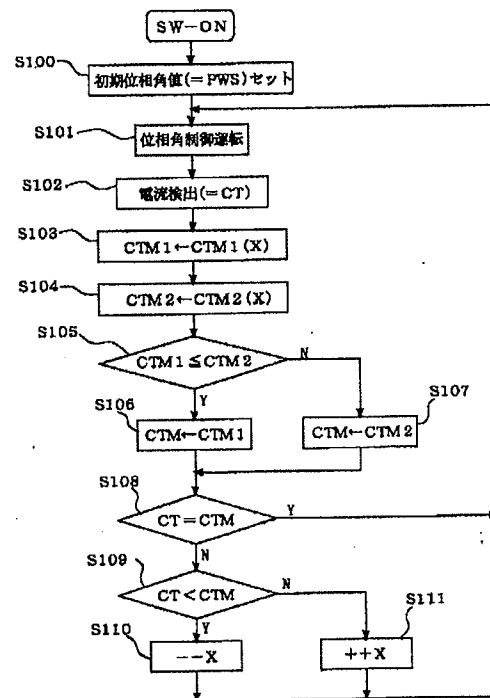 SW-ON
S100
初期位相角値(=PWS)セット
S101
位相角制御運転
S102
電流検出(=CT)
S103
CTM1←CTM1(X)
S104
CTM2←CTM2(X)
S105
CTM1≦CTM2
N
Y
S106
CTM←CTM1
S107
CTM←CTM2
S108
CT=CTM
Y
N
S109
CT<CTM
N
Y
S110
--X
S111
++X